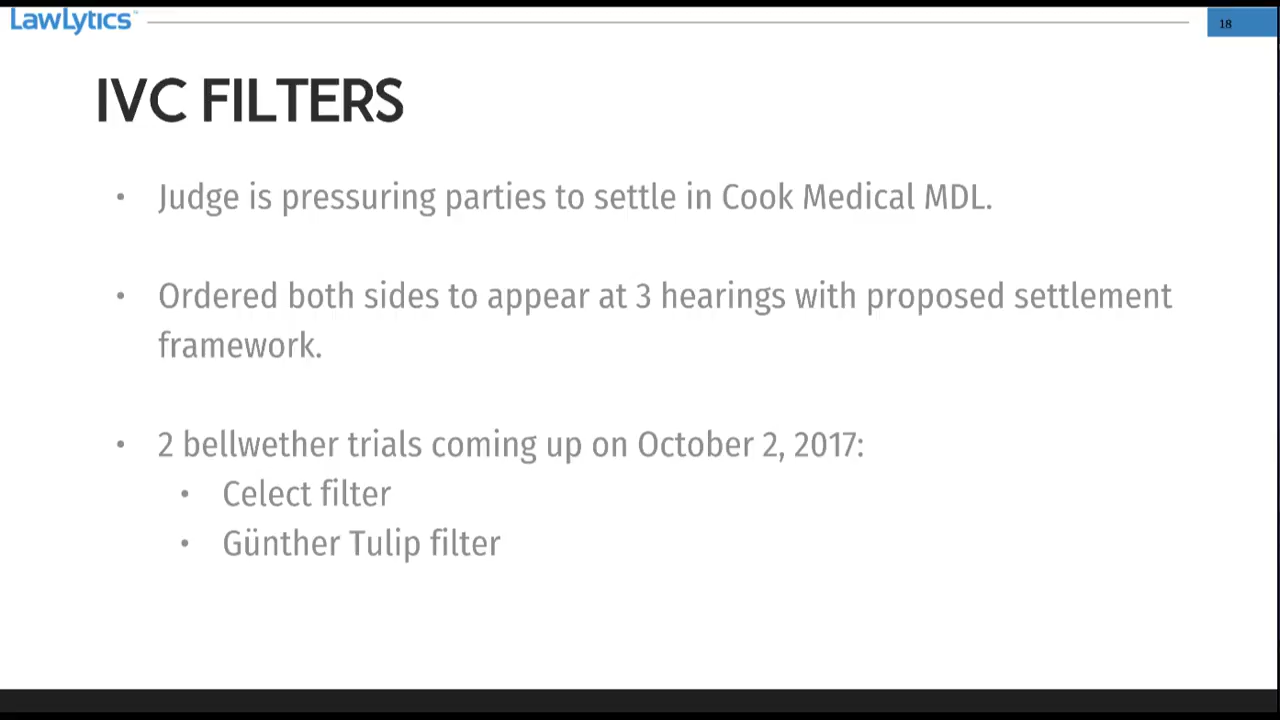 LawLytics™
18
IVC FILTERS
• Judge is pressuring parties to settle in Cook Medical MDL.
• Ordered both sides to appear at 3 hearings with proposed settlement
framework.
• 2 bellwether trials coming up on October 2, 2017:
• Celect filter
• Günther Tulip filter